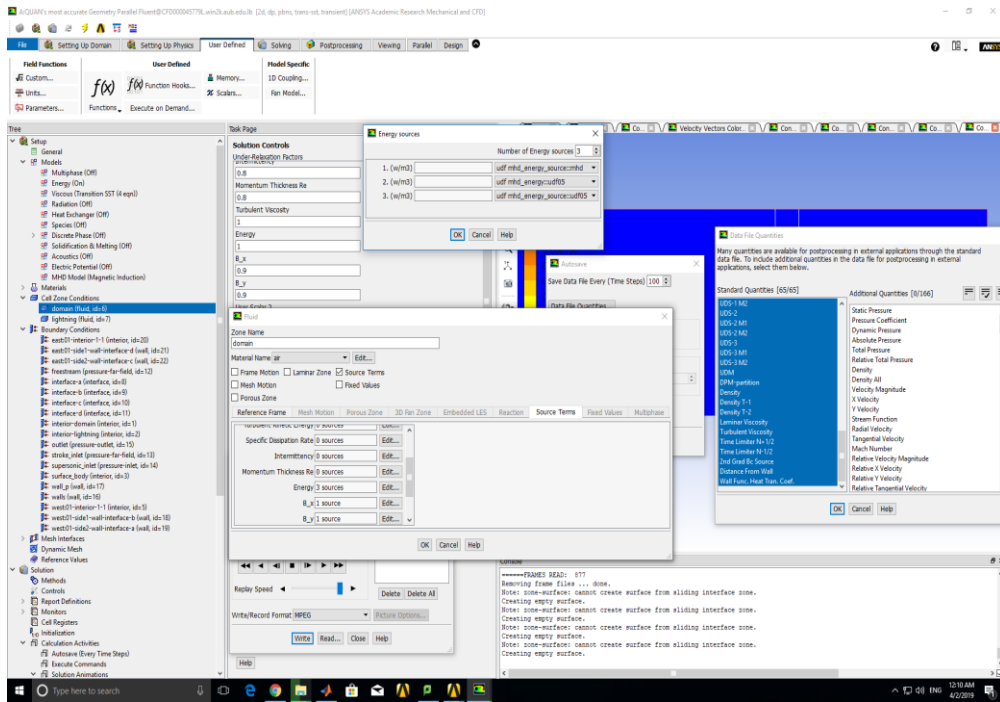 AiQUAN's most accurate Geometry Parallel Fluent@CFD000045779L.win2k.aub.edu.lb [2d, dp, pbns, trans-sst, transient] [ANSYS Academic Research Mechanical and CFD]
File Setting Up Domain Setting Up Physics User Defined Solving Postprocessing Viewing Parallel Design
Field Functions
Custom...
Units...
Parameters...
User Defined
f(x)
Functions
f(x) Function Hooks...
Execute on Demand...
Memory...
Scalars...
Model Specific
1D Coupling...
Fan Model...
Tree
Setup
General
Models
Multiphase (Off)
Energy (On)
Viscous (Transition SST (4 eqn))
Radiation (Off)
Heat Exchanger (Off)
Species (Off)
Discrete Phase (Off)
Solidification & Melting (Off)
Acoustics (Off)
Electric Potential (Off)
MHD Model (Magnetic Induction)
Materials
Cell Zone Conditions
domain (fluid, id=6)
lightning (fluid, id=7)
Boundary Conditions
east:01-interior-1-1 (interior, id=20)
east:01-side1-wall-interface-d (wall, id=21)
east:01-side2-wall-interface-c (wall, id=22)
freestream (pressure-far-field, id=12)
interface-a (interface, id=8)
interface-b (interface, id=9)
interface-c (interface, id=10)
interface-d (interface, id=11)
interior-domain (interior, id=1)
interior-lightning (interior, id=2)
outlet (pressure-outlet, id=15)
stroke_inlet (pressure-far-field, id=13)
supersonic_inlet (pressure-inlet, id=14)
surface_body (interior, id=3)
wall_p (wall, id=17)
walls (wall, id=16)
west:01-interior-1-1 (interior, id=5)
west:01-side1-wall-interface-b (wall, id=18)
west:01-side2-wall-interface-a (wall, id=19)
Mesh Interfaces
Dynamic Mesh
Reference Values
Solution
Methods
Controls
Report Definitions
Monitors
Cell Registers
Initialization
Calculation Activities
Autosave (Every Time Steps)
Execute Commands
Solution Animations
Task Page
Solution Controls
Under-Relaxation Factors
Intermittency
0.8
Momentum Thickness Re
0.8
Turbulent Viscosity
1
Energy
1
B_x
0.9
B_y
0.9
Energy sources
Number of Energy sources 3
1. (w/m3) udf mhd_energy_source::mhd
2. (w/m3) udf mhd_energy::udf05
3. (w/m3) udf mhd_energy_source::udf05
OK Cancel Help
Co... Velocity Vectors Color... Con... Co... Con... Co... Co...
Autosave
Save Data File Every (Time Steps) 100
Data File Quantities...
Fluid
Zone Name
domain
Material Name air Edit...
Frame Motion Laminar Zone Source Terms
Mesh Motion Fixed Values
Porous Zone
Reference Frame Mesh Motion Porous Zone 3D Fan Zone Embedded LES Reaction Source Terms Fixed Values Multiphase
Turbulent Kinetic Energy 0 sources Edit...
Specific Dissipation Rate 0 sources Edit...
Intermittency 0 sources Edit...
Momentum Thickness Re 0 sources Edit...
Energy 3 sources Edit...
B_x 1 source Edit...
B_y 1 source Edit...
OK Cancel Help
Data File Quantities
Many quantities are available for postprocessing in external applications through the standard
data file. To include additional quantities in the data file for postprocessing in external
applications, select them below.
Standard Quantities [65/65]
UDS-1 M2
UDS-2
UDS-2 M1
UDS-2 M2
UDS-3
UDS-3 M1
UDS-3 M2
UDM
DPM-partition
Density
Density T-1
Density T-2
Laminar Viscosity
Turbulent Viscosity
Time Limiter N+1/2
Time Limiter N-1/2
2nd Grad Bc Source
Distance From Wall
Wall Func. Heat Tran. Coef.
Additional Quantities [0/166]
Static Pressure
Pressure Coefficient
Dynamic Pressure
Absolute Pressure
Total Pressure
Relative Total Pressure
Density
Density All
Velocity Magnitude
X Velocity
Y Velocity
Stream Function
Radial Velocity
Tangential Velocity
Mach Number
Relative Velocity Magnitude
Relative X Velocity
Relative Y Velocity
Relative Tangential Velocity
OK Cancel Help
Replay Speed
Delete Delete All
Write/Record Format MPEG Picture Options...
Write Read... Close Help
Help
Console
======FRAMES READ: 877
Removing frame files ... done.
Note: zone-surface: cannot create surface from sliding interface zone.
Creating empty surface.
Note: zone-surface: cannot create surface from sliding interface zone.
Creating empty surface.
Note: zone-surface: cannot create surface from sliding interface zone.
Creating empty surface.
Note: zone-surface: cannot create surface from sliding interface zone.
Creating empty surface.
Type here to search
ENG
12:10 AM
4/2/2019